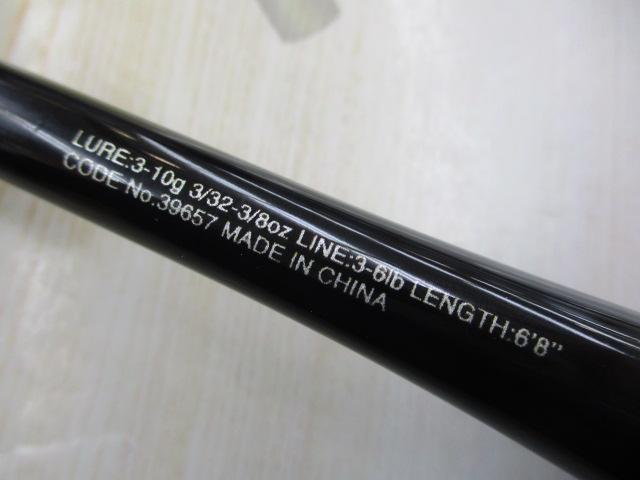 LURE:3-10g 3/32-3/8oz LINE:3-6lb LENGTH:6'8"
CODE No.39657 MADE IN CHINA